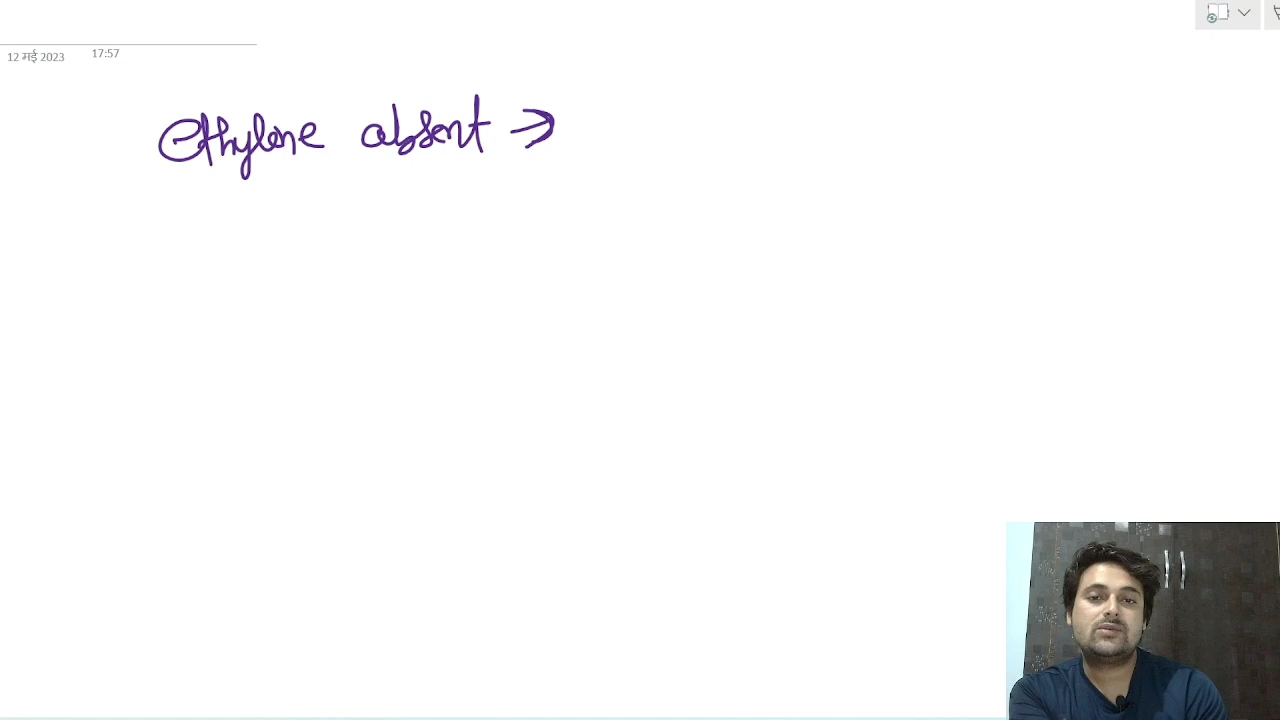 12 मई 2023 17:57
ethylene absent →